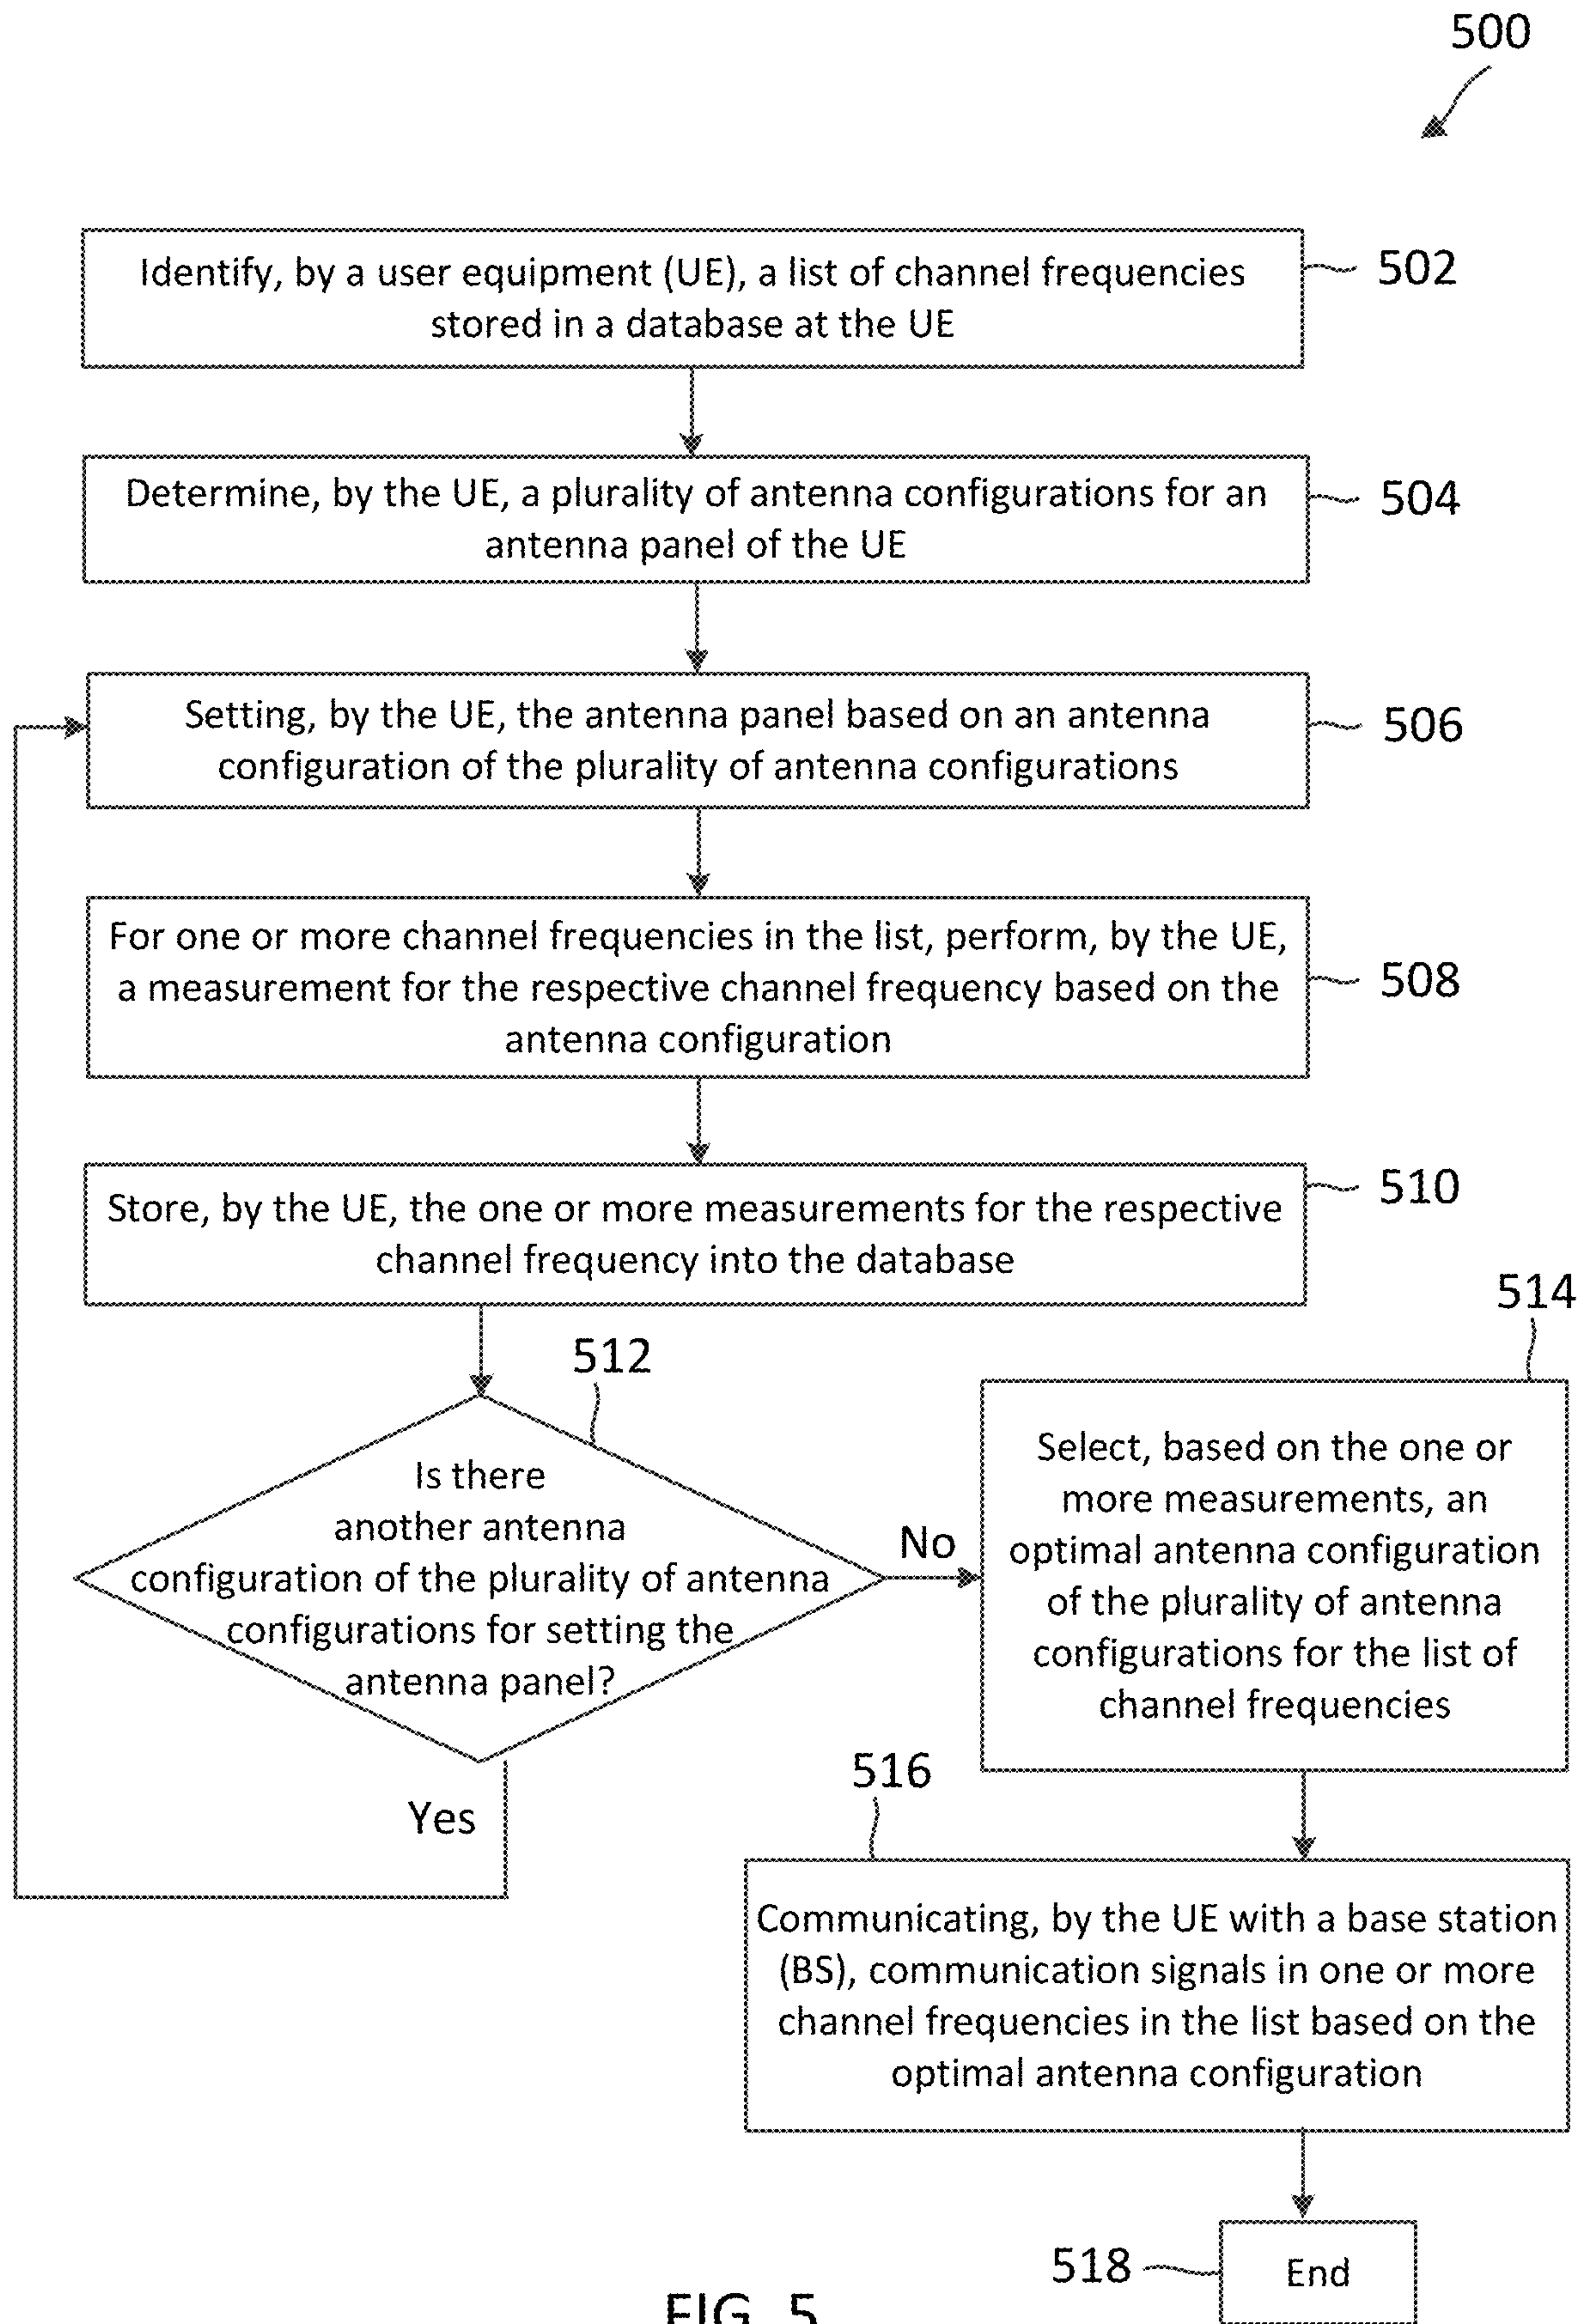 500
Identify, by a user equipment (UE), a list of channel frequencies
stored in a database at the UE
502
Determine, by the UE, a plurality of antenna configurations for an
antenna panel of the UE
504
Setting, by the UE, the antenna panel based on an antenna
configuration of the plurality of antenna configurations
506
For one or more channel frequencies in the list, perform, by the UE,
a measurement for the respective channel frequency based on the
antenna configuration
508
Store, by the UE, the one or more measurements for the respective
channel frequency into the database
510
512
Is there
another antenna
configuration of the plurality of antenna
configurations for setting the
antenna panel?
No
Yes
514
Select, based on the one or
more measurements, an
optimal antenna configuration
of the plurality of antenna
configurations for the list of
channel frequencies
516
Communicating, by the UE with a base station
(BS), communication signals in one or more
channel frequencies in the list based on the
optimal antenna configuration
518
End
FIG. 5